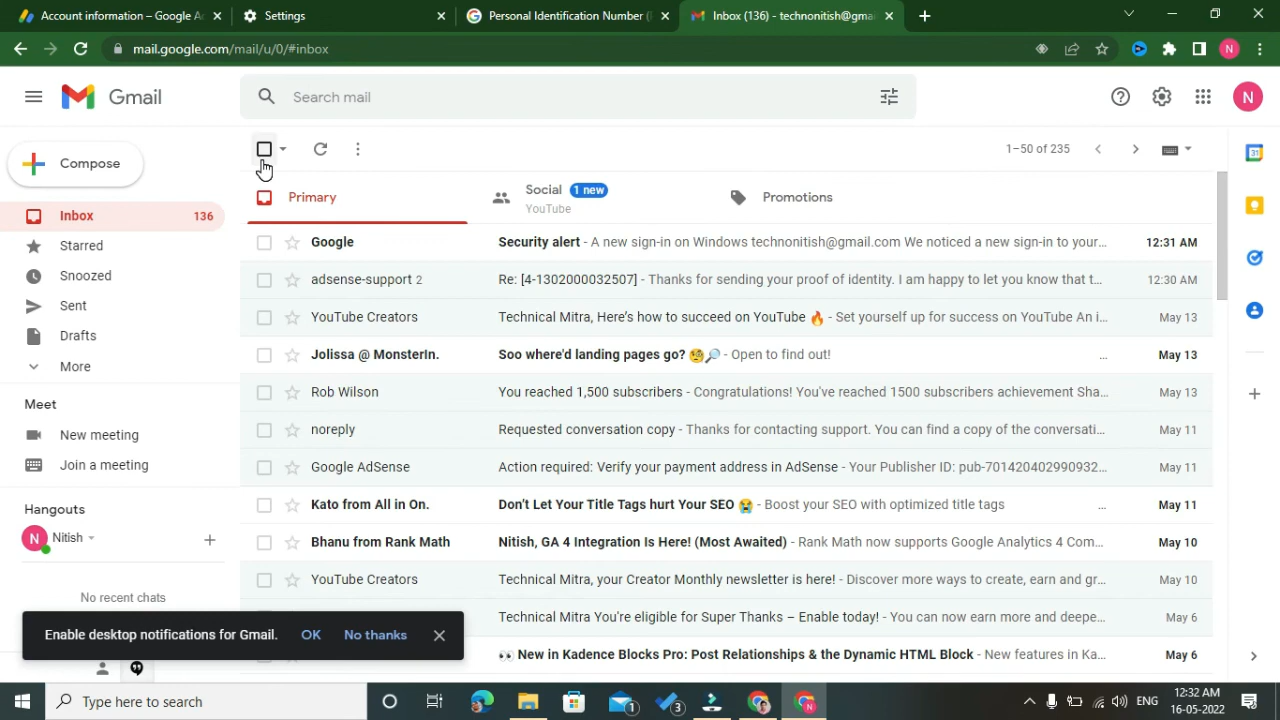 Account information – Google A
Settings
Personal Identification Number (
Inbox (136) - technonitish@gma
mail.google.com/mail/u/0/#inbox
N
Gmail
Search mail
N
Compose
1–50 of 235
Primary
Social 1 new
YouTube
Promotions
Inbox 136
Starred
Snoozed
Sent
Drafts
More
Meet
New meeting
Join a meeting
Hangouts
N Nitish
No recent chats
Google Security alert - A new sign-in on Windows technonitish@gmail.com We noticed a new sign-in to your… 12:31 AM
adsense-support 2 Re: [4-1302000032507] - Thanks for sending your proof of identity. I am happy to let you know that t… 12:30 AM
YouTube Creators Technical Mitra, Here’s how to succeed on YouTube 🔥 - Set yourself up for success on YouTube An i… May 13
Jolissa @ MonsterIn. Soo where'd landing pages go? 🧐🔎 - Open to find out! … May 13
Rob Wilson You reached 1,500 subscribers - Congratulations! You've reached 1500 subscribers achievement Sha… May 13
noreply Requested conversation copy - Thanks for contacting support. You can find a copy of the conversati… May 11
Google AdSense Action required: Verify your payment address in AdSense - Your Publisher ID: pub-701420402990932… May 11
Kato from All in On. Don’t Let Your Title Tags hurt Your SEO 😭 - Boost your SEO with optimized title tags … May 11
Bhanu from Rank Math Nitish, GA 4 Integration Is Here! (Most Awaited) - Rank Math now supports Google Analytics 4 Com… May 10
YouTube Creators Technical Mitra, your Creator Monthly newsletter is here! - Discover more ways to create, earn and gr… May 10
Technical Mitra You're eligible for Super Thanks – Enable today! - You can now earn more and deepe… May 6
👀 New in Kadence Blocks Pro: Post Relationships & the Dynamic HTML Block - New features in Ka… May 6
Enable desktop notifications for Gmail. OK No thanks
Type here to search
1
3
N
ENG
12:32 AM
16-05-2022